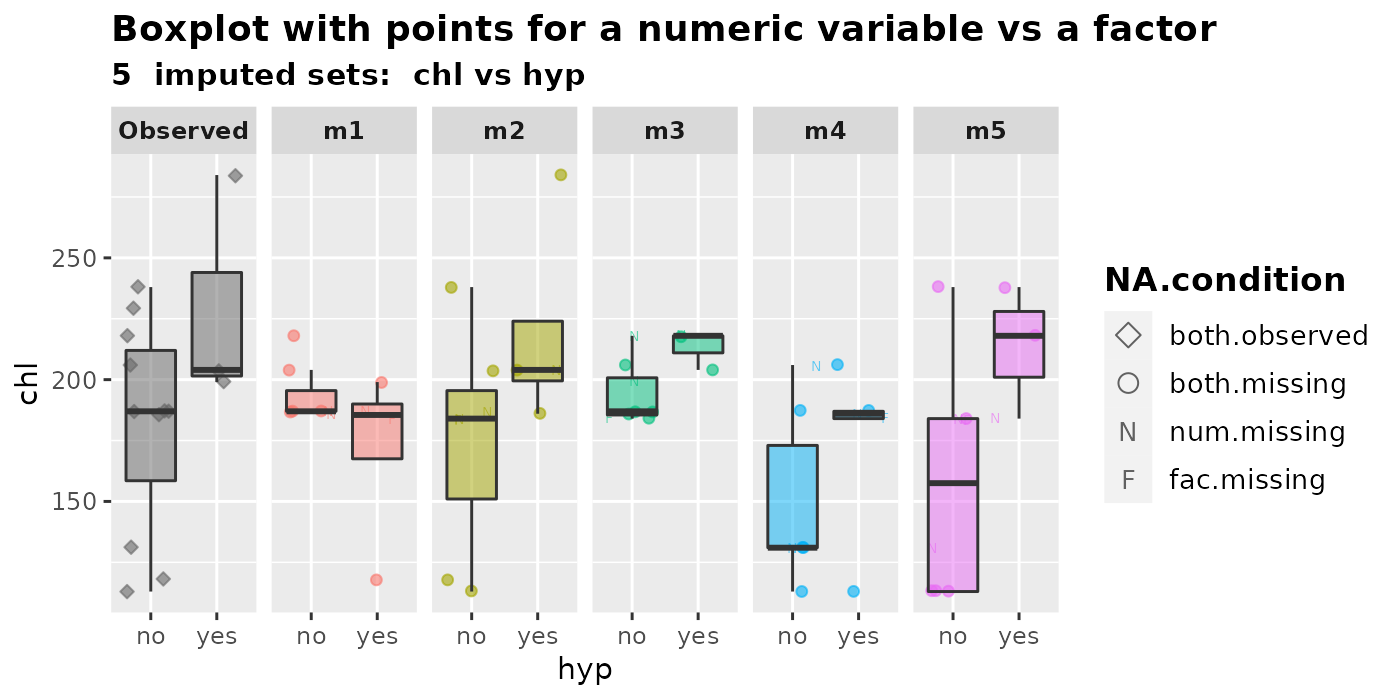 Boxplot with points for a numeric variable vs a factor
5  imputed sets:  chl vs hyp
Observed m1 m2 m3 m4 m5
250
200
150
chl
no yes no yes no yes no yes no yes no yes
hyp
NA.condition
both.observed
both.missing
N num.missing
F fac.missing